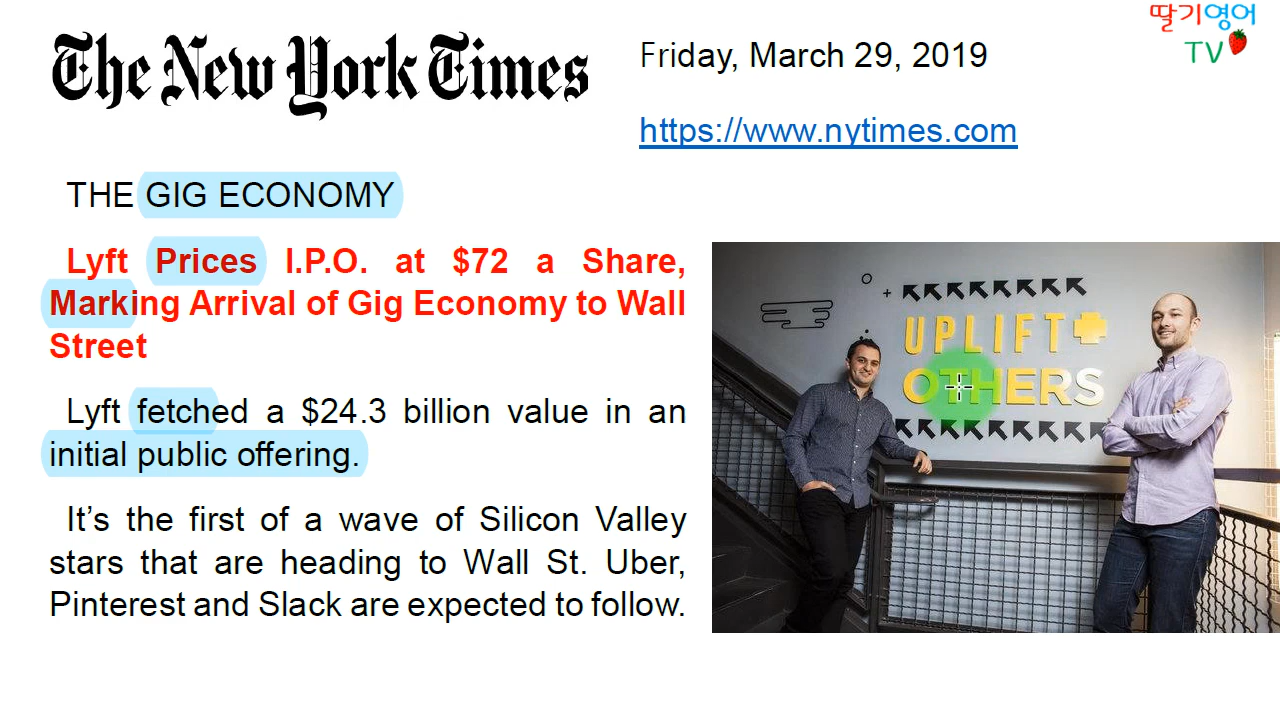 The New York Times
Friday, March 29, 2019
딸기영어
TV
https://www.nytimes.com
THE GIG ECONOMY
Lyft Prices I.P.O. at $72 a Share,
Marking Arrival of Gig Economy to Wall
Street
Lyft fetched a $24.3 billion value in an
initial public offering.
It’s the first of a wave of Silicon Valley
stars that are heading to Wall St. Uber,
Pinterest and Slack are expected to follow.
UPLIFT
OTHERS